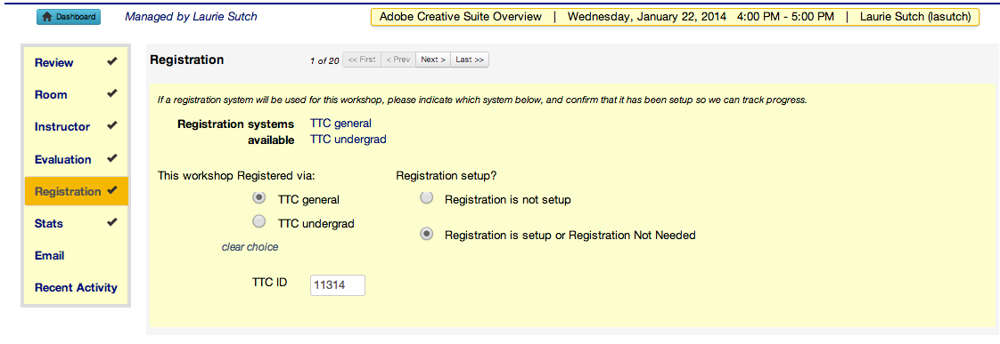 Dashboard
Managed by Laurie Sutch
Adobe Creative Suite Overview | Wednesday, January 22, 2014 4:00 PM - 5:00 PM | Laurie Sutch (lasutch)
Review
Room
Instructor
Evaluation
Registration
Stats
Email
Recent Activity
Registration
1 of 20 << First < Prev Next > Last >>
If a registration system will be used for this workshop, please indicate which system below, and confirm that it has been setup so we can track progress.
Registration systems available
TTC general
TTC undergrad
This workshop Registered via:
TTC general
TTC undergrad
clear choice
Registration setup?
Registration is not setup
Registration is setup or Registration Not Needed
TTC ID 11314